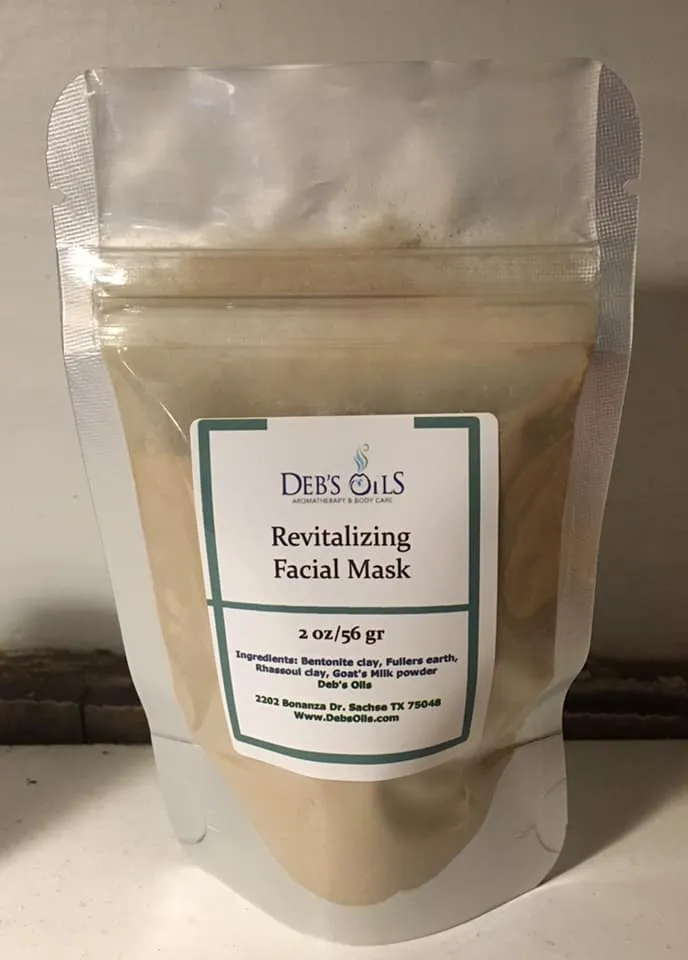 DEB'S OILS
AROMATHERAPY & BODY CARE
Revitalizing
Facial Mask
2 oz/56 gr
Ingredients: Bentonite clay, Fullers earth,
Rhassoul clay, Goat's Milk powder
Deb's Oils
2202 Bonanza Dr. Sachse TX 75048
Www.DebsOils.com